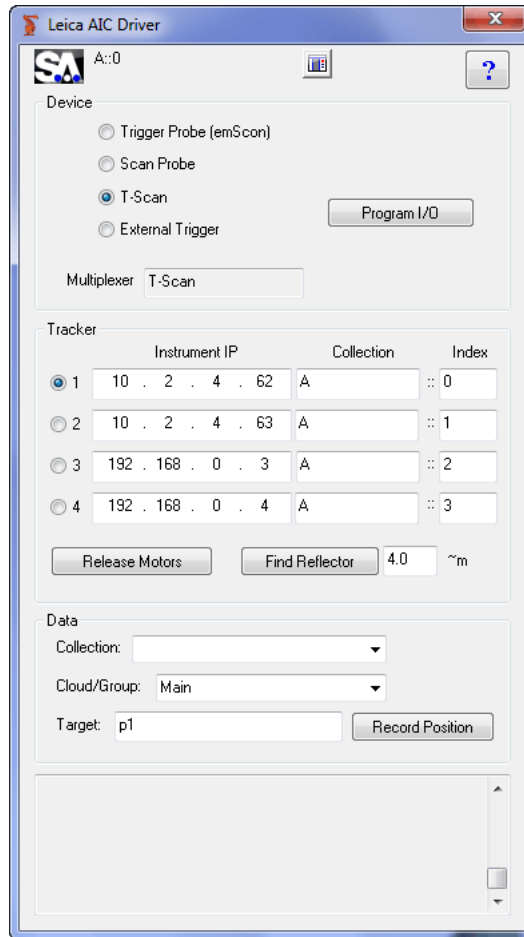 Leica AIC Driver
SA A::0 ?
Device
Trigger Probe (emScon)
Scan Probe
T-Scan
Program I/O
External Trigger
Multiplexer T-Scan
Tracker
Instrument IP Collection Index
1 10 . 2 . 4 . 62 A :: 0
2 10 . 2 . 4 . 63 A :: 1
3 192 . 168 . 0 . 3 A :: 2
4 192 . 168 . 0 . 4 A :: 3
Release Motors Find Reflector 4.0 ~m
Data
Collection:
Cloud/Group: Main
Target: p1 Record Position